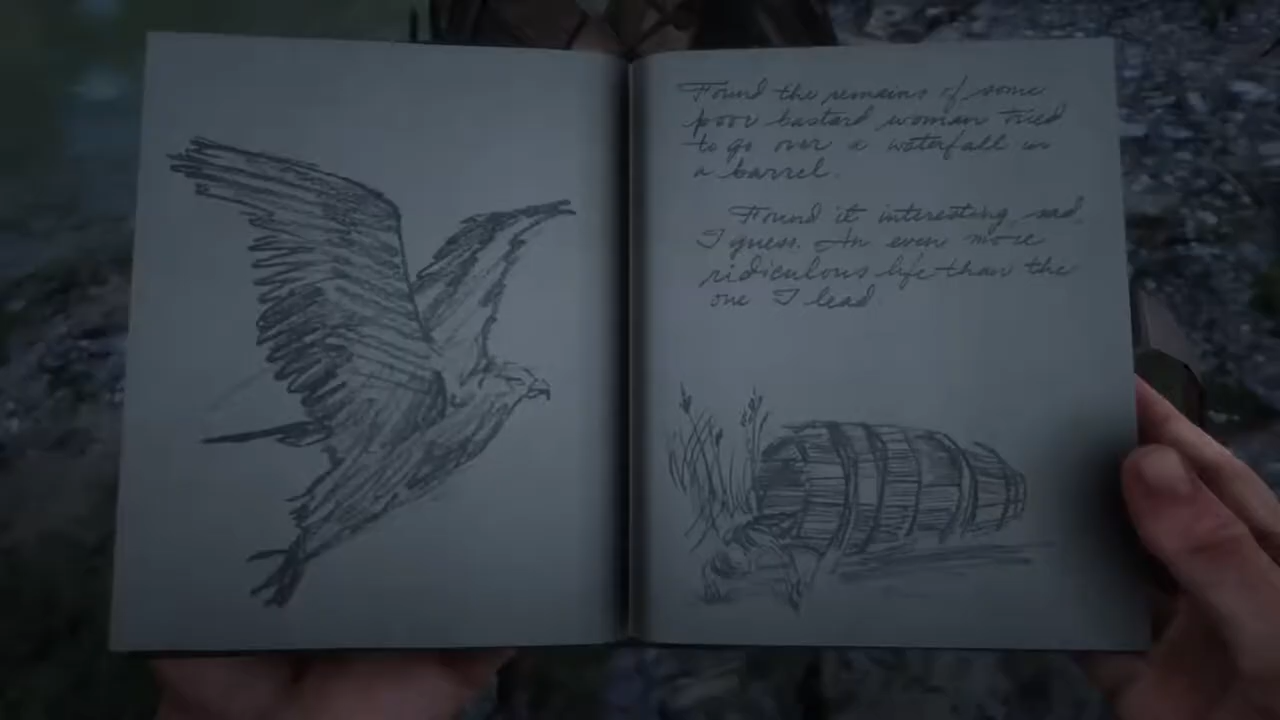 Found the remains of some
poor bastard woman tried
to go over a waterfall in
a barrel.
Found it interesting, sad,
I guess. An even more
ridiculous life than the
one I lead